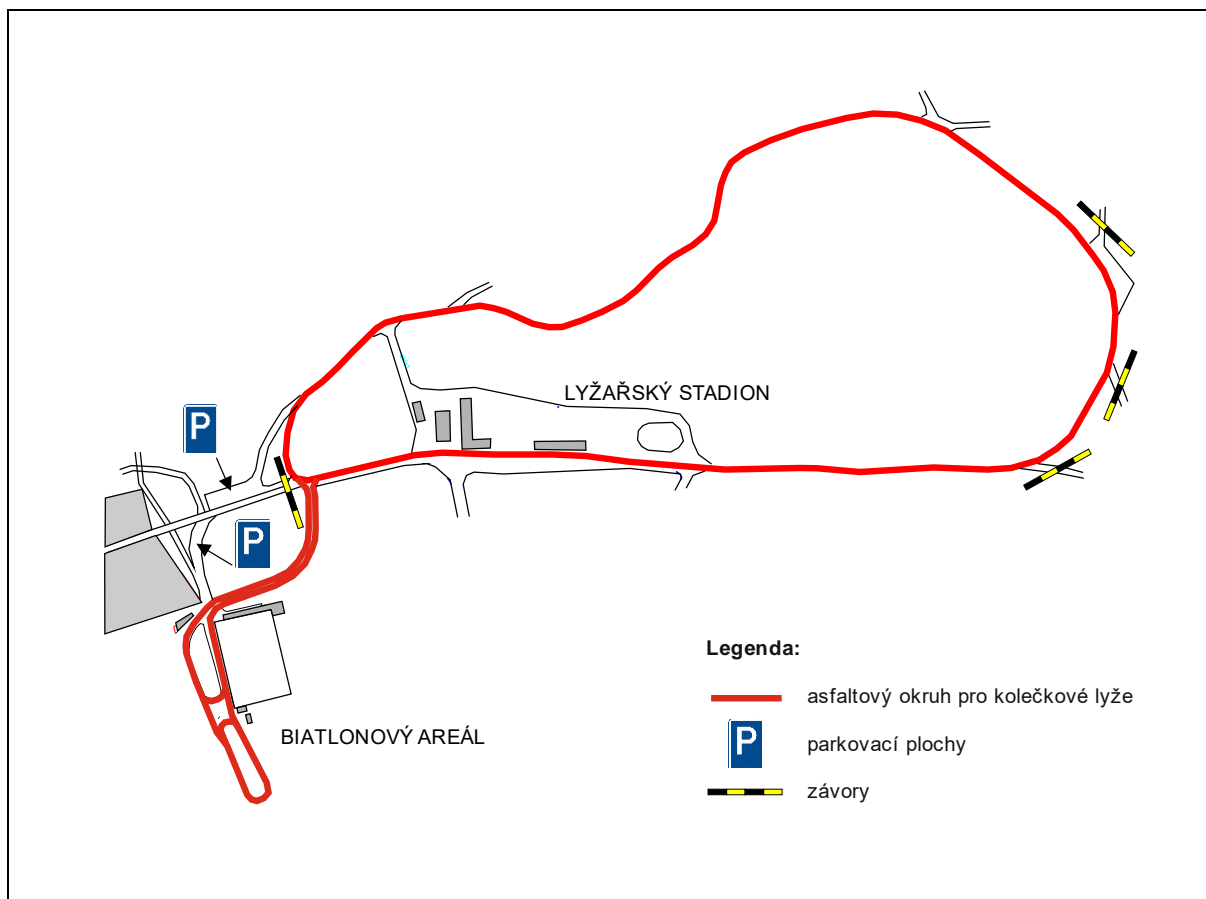 LYŽAŘSKÝ STADION
P
P
BIATLONOVÝ AREÁL
Legenda:
asfaltový okruh pro kolečkové lyže
P
parkovací plochy
závory